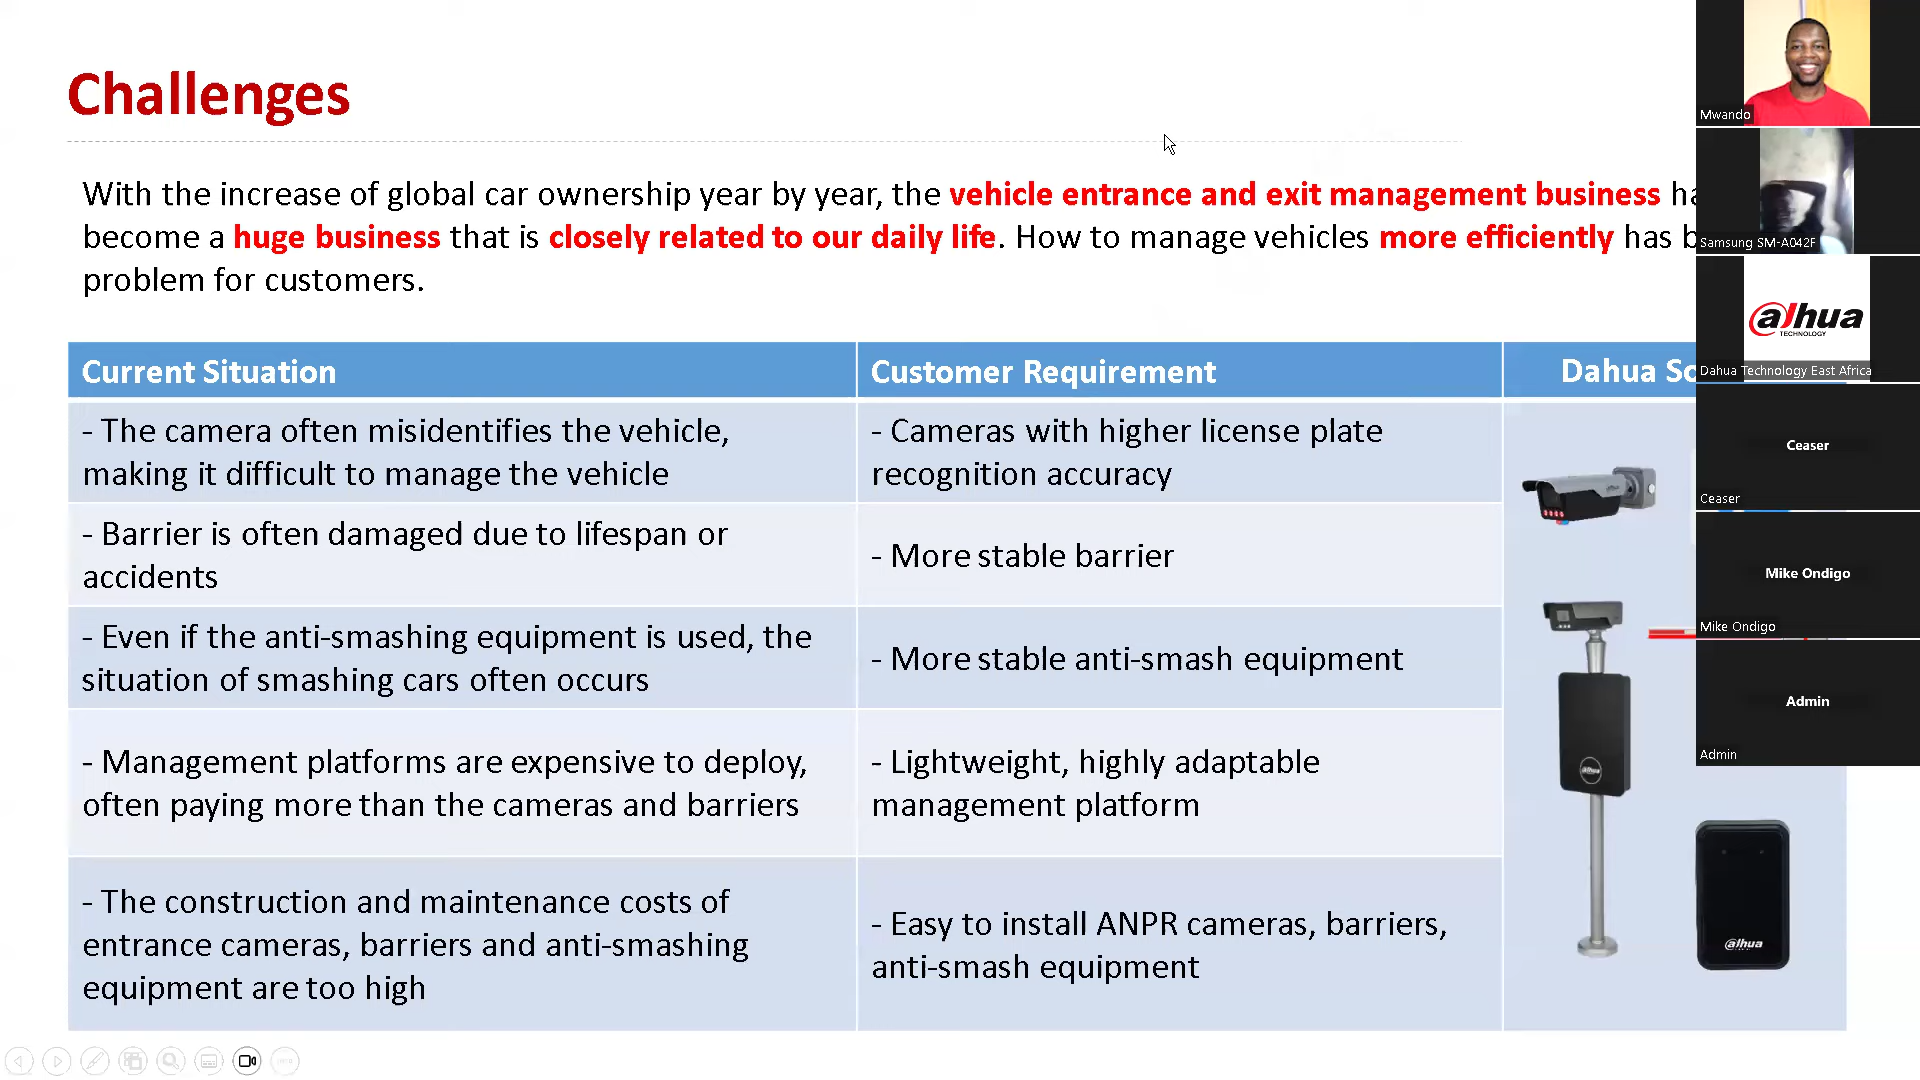 Challenges
With the increase of global car ownership year by year, the vehicle entrance and exit management business
become a huge business that is closely related to our daily life. How to manage vehicles more efficiently has
problem for customers.
Current Situation
Customer Requirement
Dahua
- The camera often misidentifies the vehicle,
making it difficult to manage the vehicle
- Cameras with higher license plate
recognition accuracy
- Barrier is often damaged due to lifespan or
accidents
- More stable barrier
- Even if the anti-smashing equipment is used, the
situation of smashing cars often occurs
- More stable anti-smash equipment
- Management platforms are expensive to deploy,
often paying more than the cameras and barriers
- Lightweight, highly adaptable
management platform
- The construction and maintenance costs of
entrance cameras, barriers and anti-smashing
equipment are too high
- Easy to install ANPR cameras, barriers,
anti-smash equipment
alhua
alhua
Mwando
Samsung SM-A042F
alhua
TECHNOLOGY
Dahua Technology East Africa
Ceaser
Ceaser
Mike Ondigo
Mike Ondigo
Admin
Admin